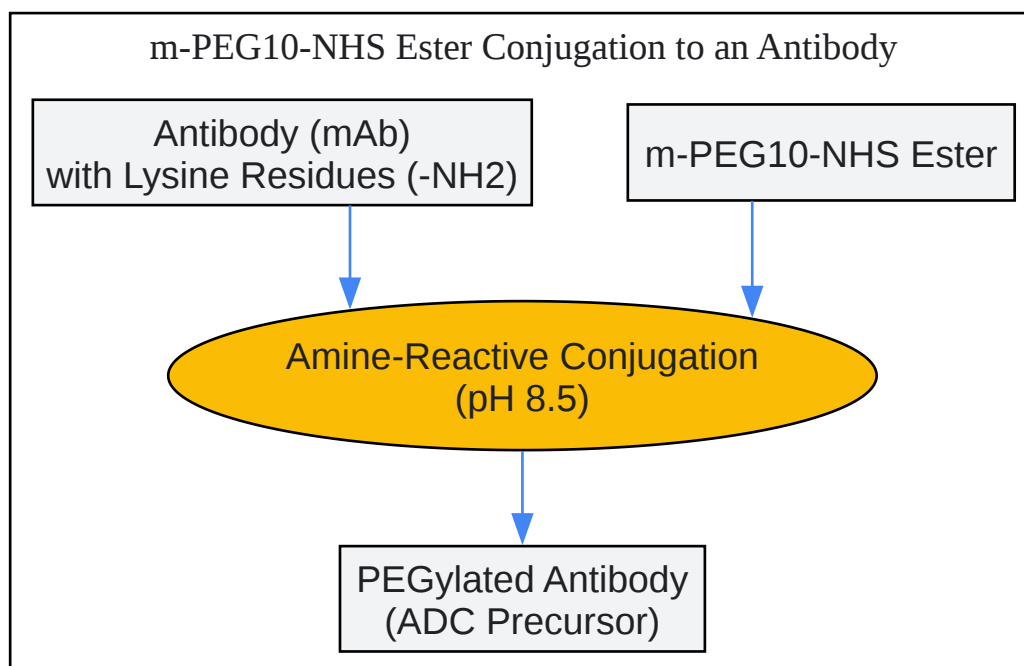 m-PEG10-NHS Ester Conjugation to an Antibody
Antibody (mAb)
with Lysine Residues (-NH2)
m-PEG10-NHS Ester
Amine-Reactive Conjugation
(pH 8.5)
PEGylated Antibody
(ADC Precursor)